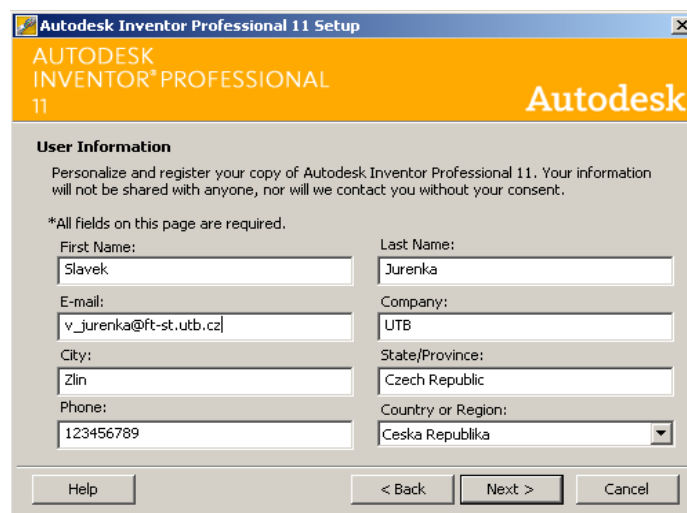 Autodesk Inventor Professional 11 Setup
AUTODESK
INVENTOR®PROFESSIONAL
11
Autodesk
User Information
Personalize and register your copy of Autodesk Inventor Professional 11. Your information
will not be shared with anyone, nor will we contact you without your consent.
*All fields on this page are required.
First Name:
Last Name:
Slavek
Jurenka
E-mail:
Company:
v_jurenka@ft-st.utb.cz
UTB
City:
State/Province:
Zlin
Czech Republic
Phone:
Country or Region:
123456789
Ceska Republika
Help
< Back
Next >
Cancel